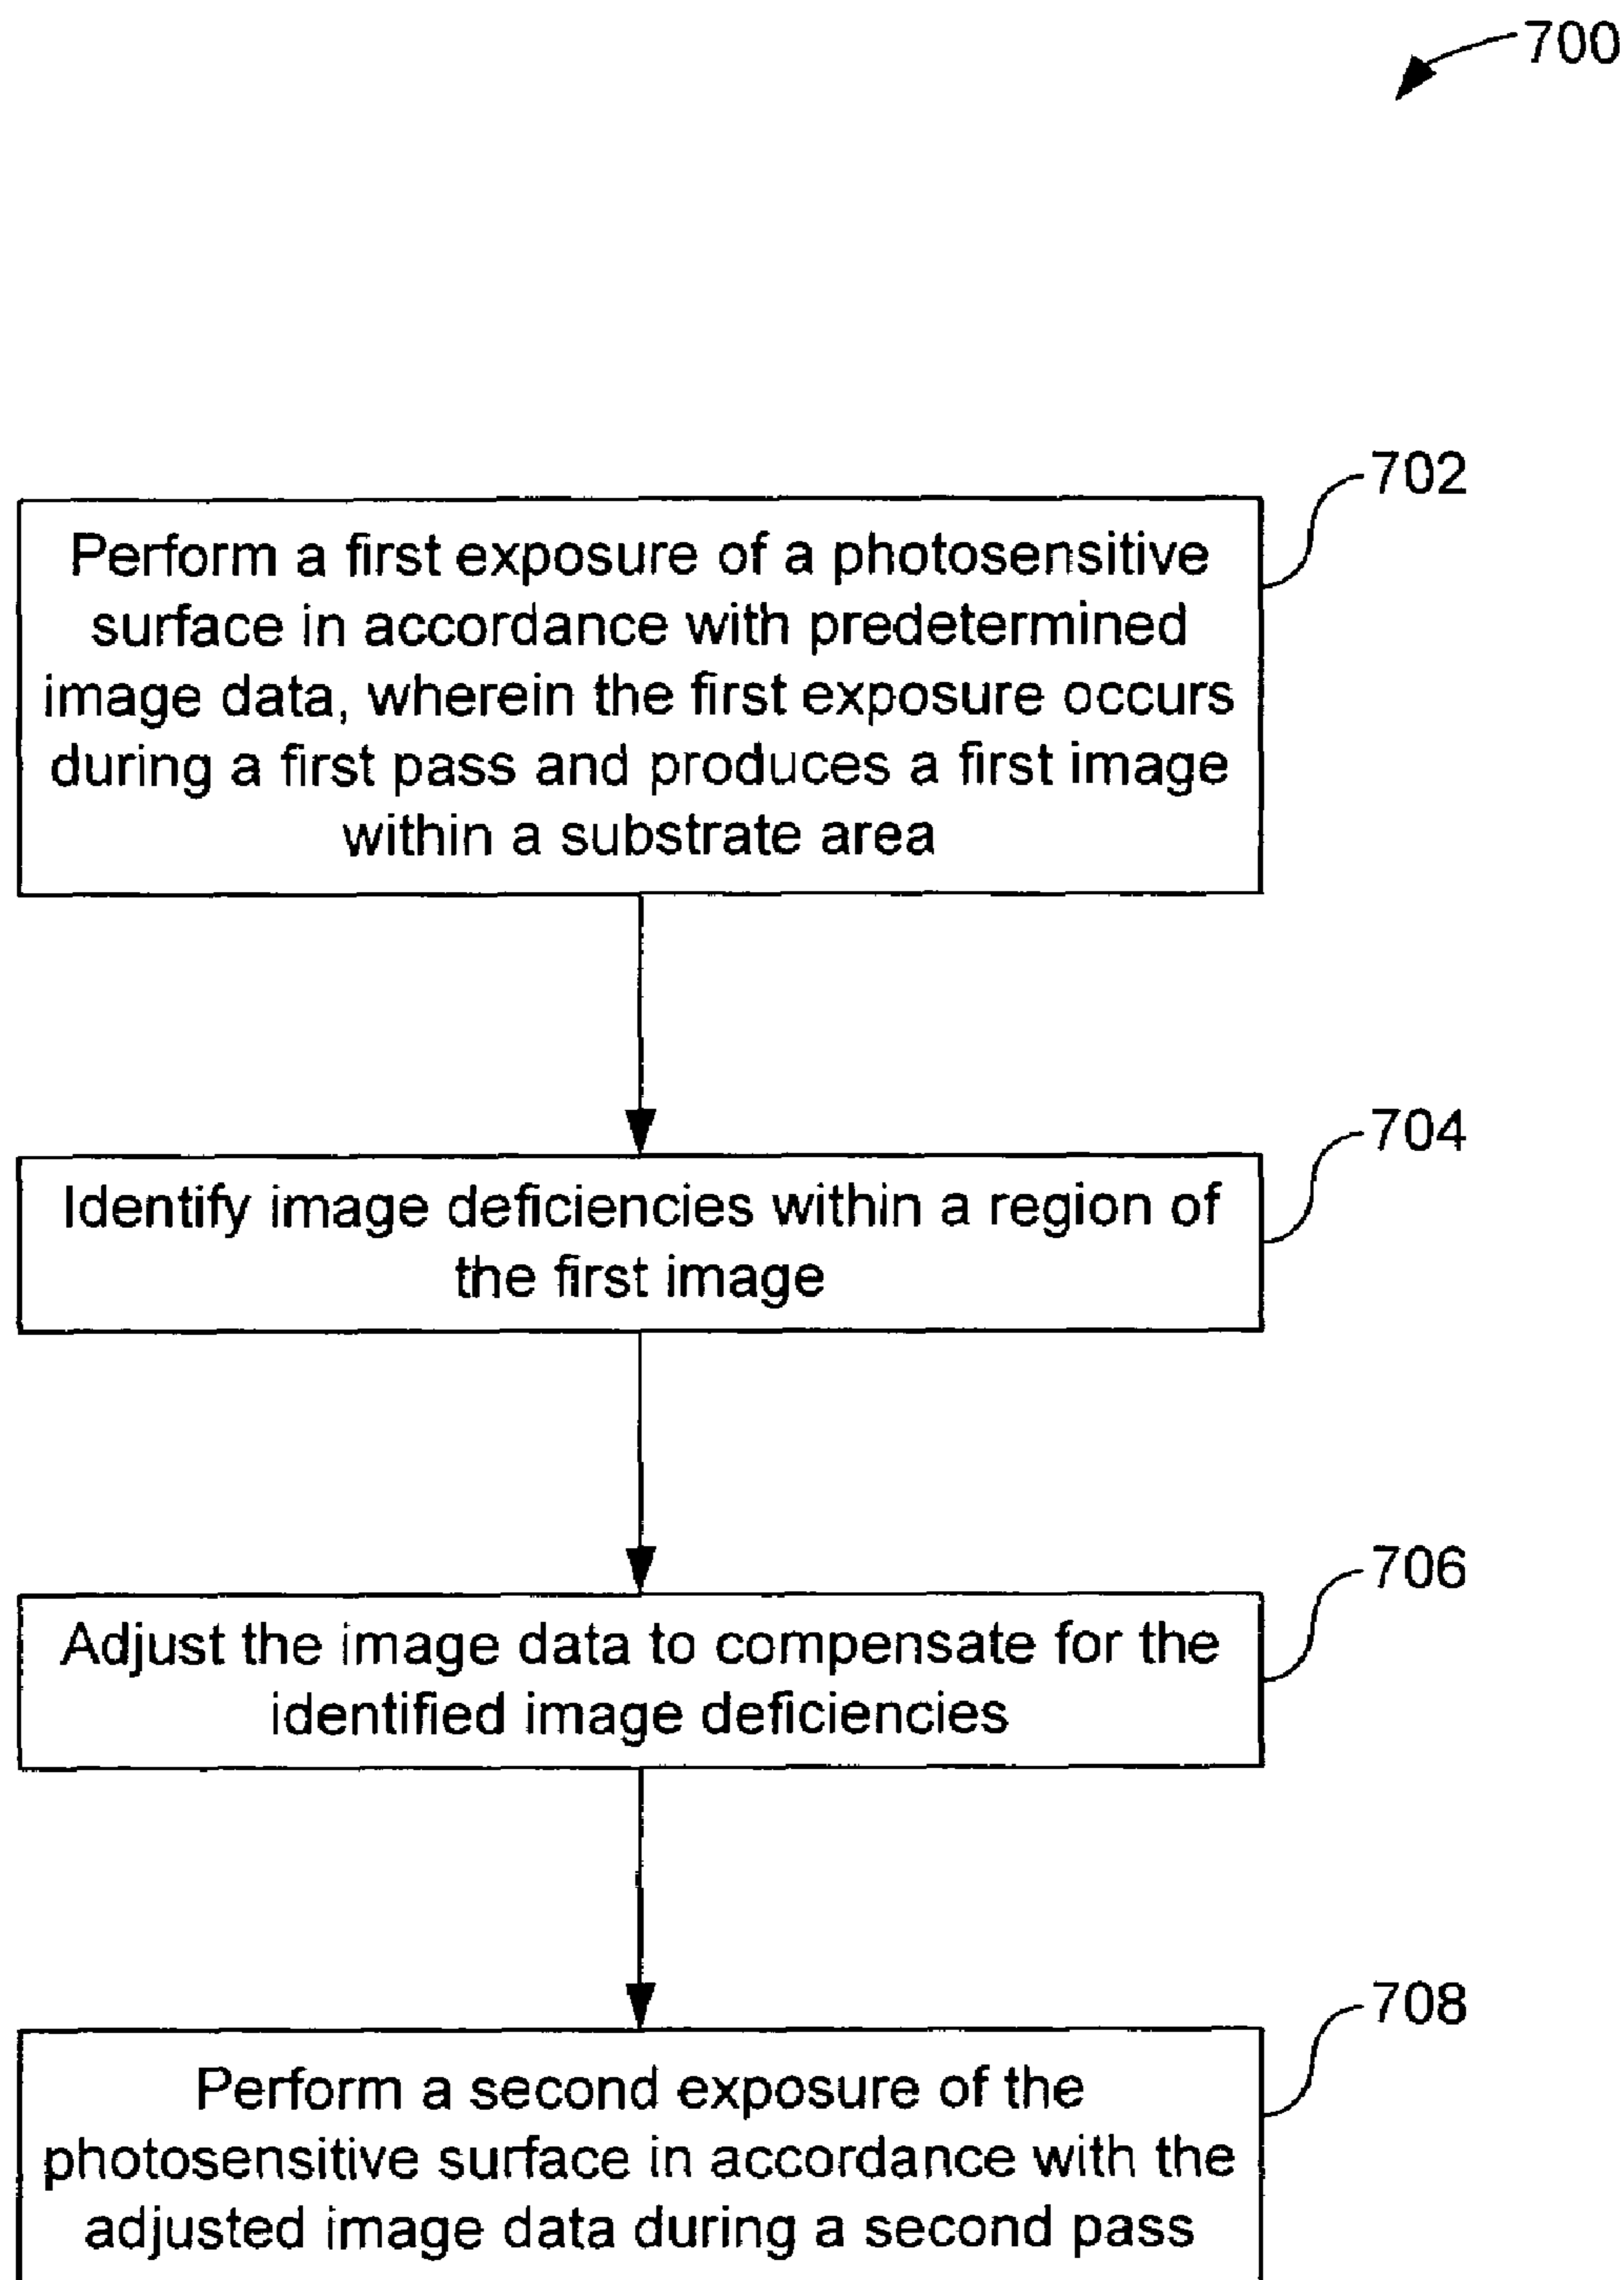 700
702
Perform a first exposure of a photosensitive
surface in accordance with predetermined
image data, wherein the first exposure occurs
during a first pass and produces a first image
within a substrate area
704
Identify image deficiencies within a region of
the first image
706
Adjust the image data to compensate for the
identified image deficiencies
708
Perform a second exposure of the
photosensitive surface in accordance with the
adjusted image data during a second pass